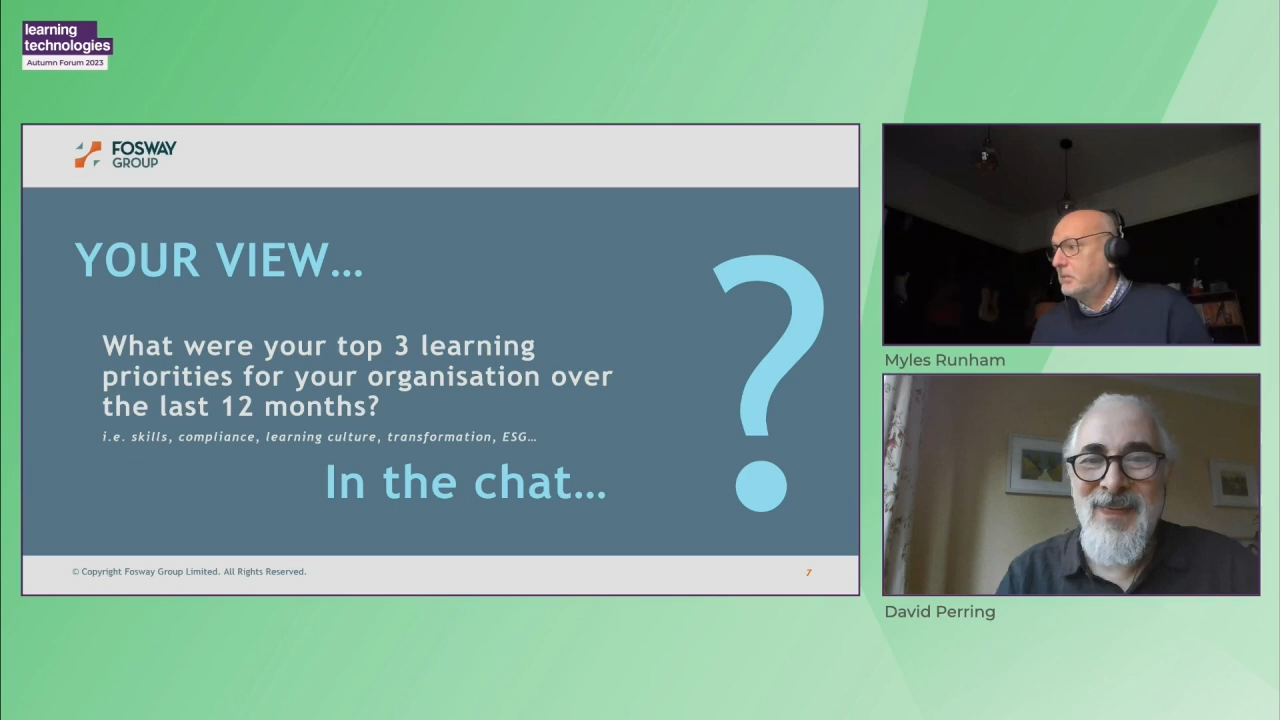 learning
technologies
Autumn Forum 2023
FOSWAY
GROUP
YOUR VIEW…
What were your top 3 learning
priorities for your organisation over
the last 12 months?
i.e. skills, compliance, learning culture, transformation, ESG…
In the chat…
?
© Copyright Fosway Group Limited. All Rights Reserved.
7
Myles Runham
David Perring